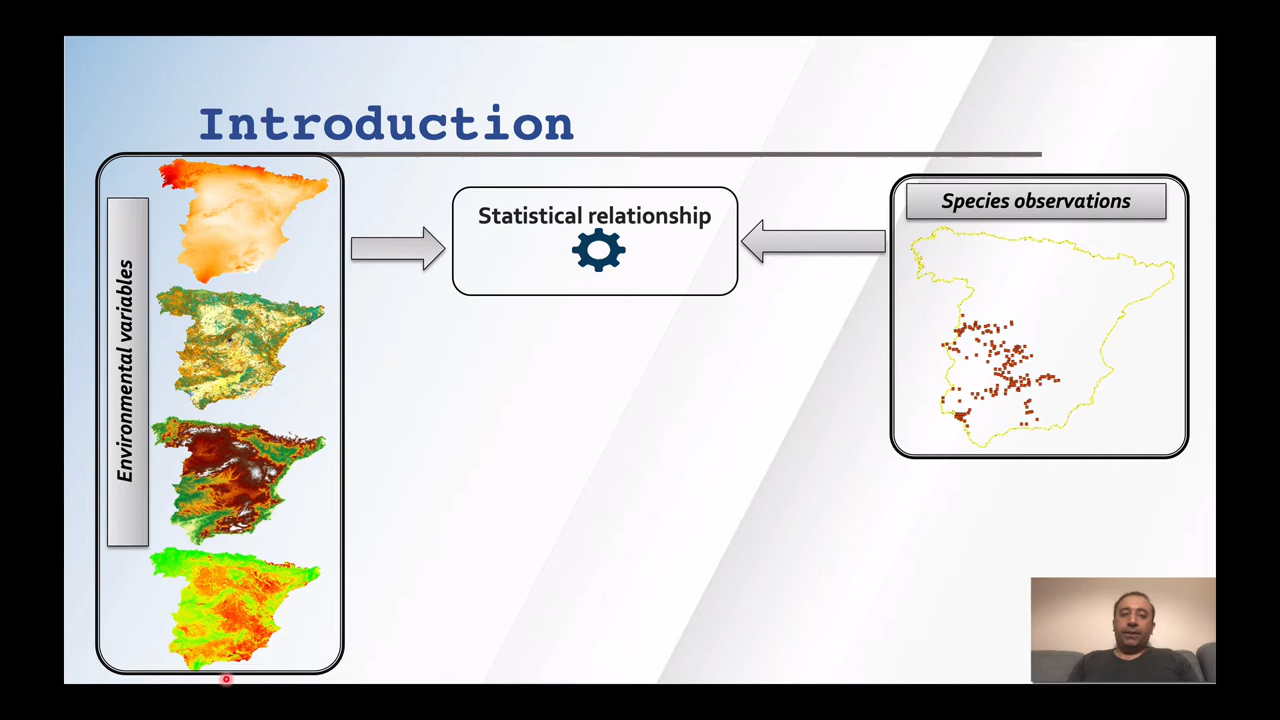 Introduction
Environmental variables
Statistical relationship
Species observations